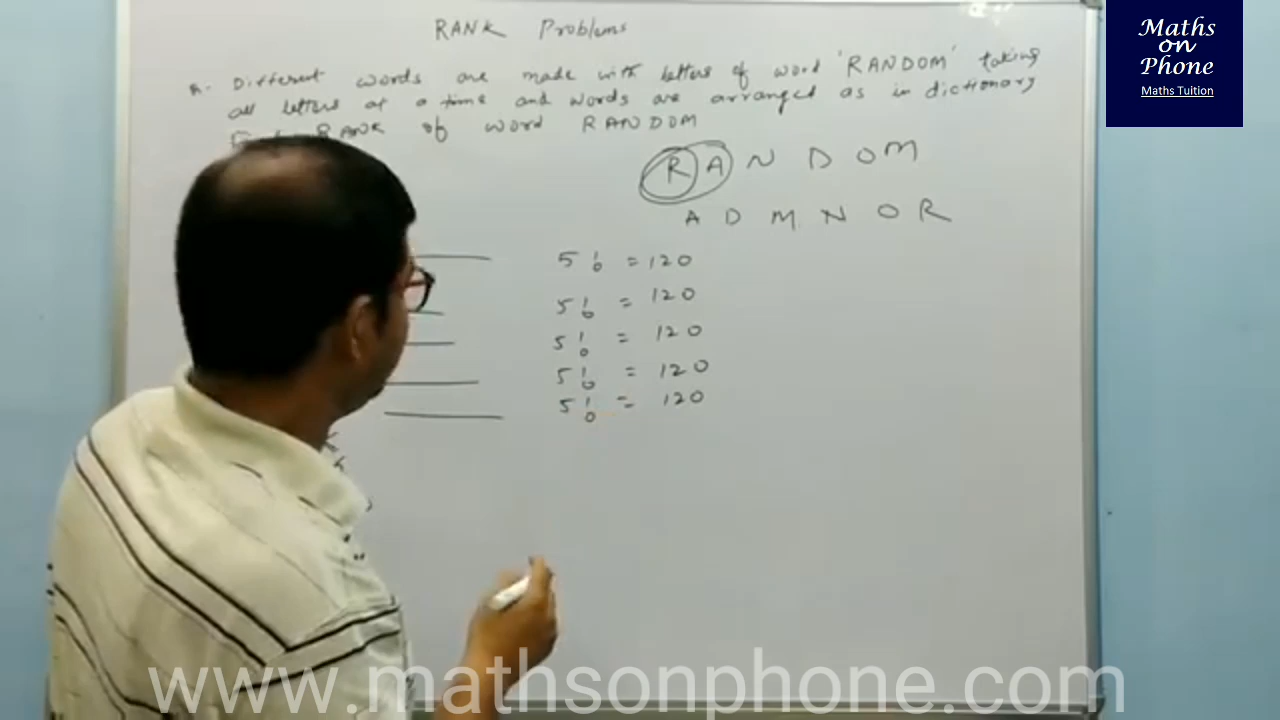 RANK Problems
Different words are made with letters of word 'RANDOM' taking
all letters at a time and words are arranged as in dictionary
RANK of word RANDOM
R A N D O M
A D M N O R
5! = 120
5! = 120
5! = 120
5! = 120
5! = 120
Maths
on
Phone
Maths Tuition
www.mathsonphone.com